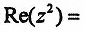 Re(z²) =